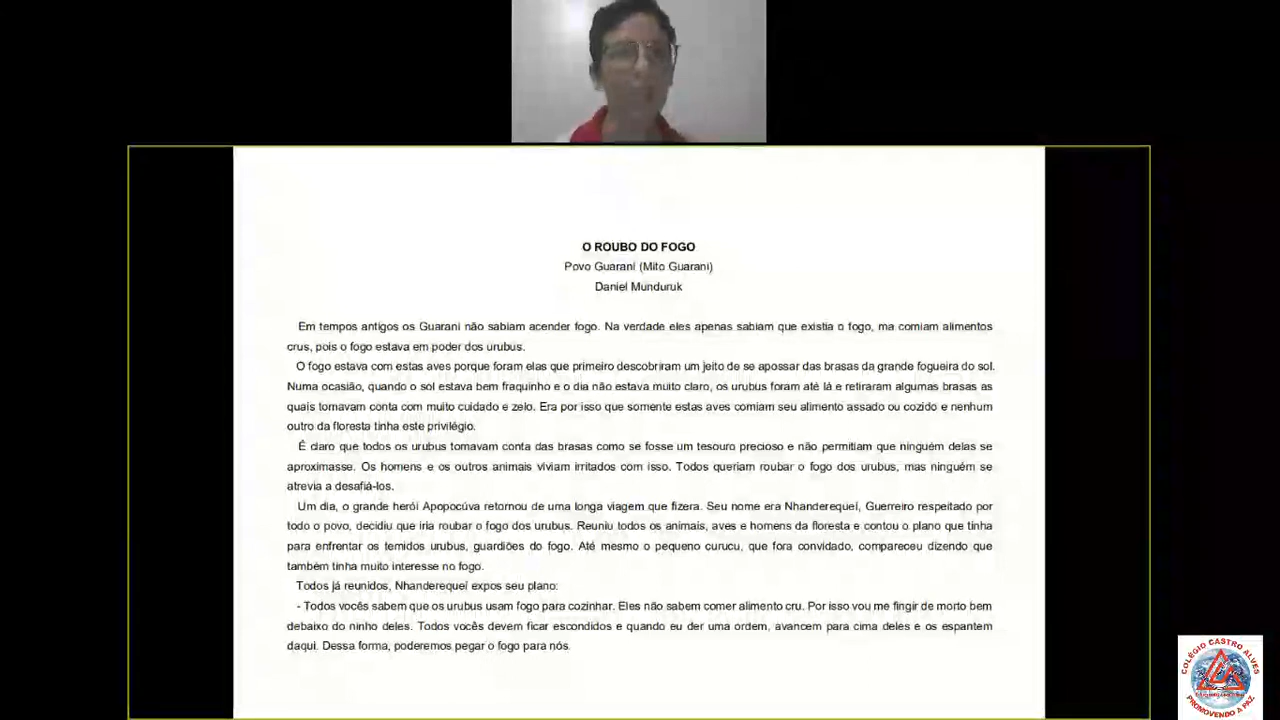 O ROUBO DO FOGO
Povo Guarani (Mito Guarani)
Daniel Munduruk
Em tempos antigos os Guarani não sabiam acender fogo. Na verdade eles apenas sabiam que existia o fogo, ma comiam alimentos
crus, pois o fogo estava em poder dos urubus.
O fogo estava com estas aves porque foram elas que primeiro descobriram um jeito de se apossar das brasas da grande fogueira do sol.
Numa ocasião, quando o sol estava bem fraquinho e o dia não estava muito claro, os urubus foram até lá e retiraram algumas brasas as
quais tomavam conta com muito cuidado e zelo. Era por isso que somente estas aves comiam seu alimento assado ou cozido e nenhum
outro da floresta tinha este privilégio.
É claro que todos os urubus tomavam conta das brasas como se fosse um tesouro precioso e não permitiam que ninguém delas se
aproximasse. Os homens e os outros animais viviam irritados com isso. Todos queriam roubar o fogo dos urubus, mas ninguém se
atrevia a desafiá-los.
Um dia, o grande herói Apopocúva retornou de uma longa viagem que fizera. Seu nome era Nhanderequeí, Guerreiro respeitado por
todo o povo, decidiu que iria roubar o fogo dos urubus. Reuniu todos os animais, aves e homens da floresta e contou o plano que tinha
para enfrentar os temidos urubus, guardiões do fogo. Até mesmo o pequeno curucu, que fora convidado, compareceu dizendo que
também tinha muito interesse no fogo.
Todos já reunidos, Nhanderequeí expos seu plano:
- Todos vocês sabem que os urubus usam fogo para cozinhar. Eles não sabem comer alimento cru. Por isso vou me fingir de morto bem
debaixo do ninho deles. Todos vocês devem ficar escondidos e quando eu der uma ordem, avancem para cima deles e os espantem
daqui. Dessa forma, poderemos pegar o fogo para nós.
COLÉGIO CASTRO ALVES
PROMOVENDO A PAZ